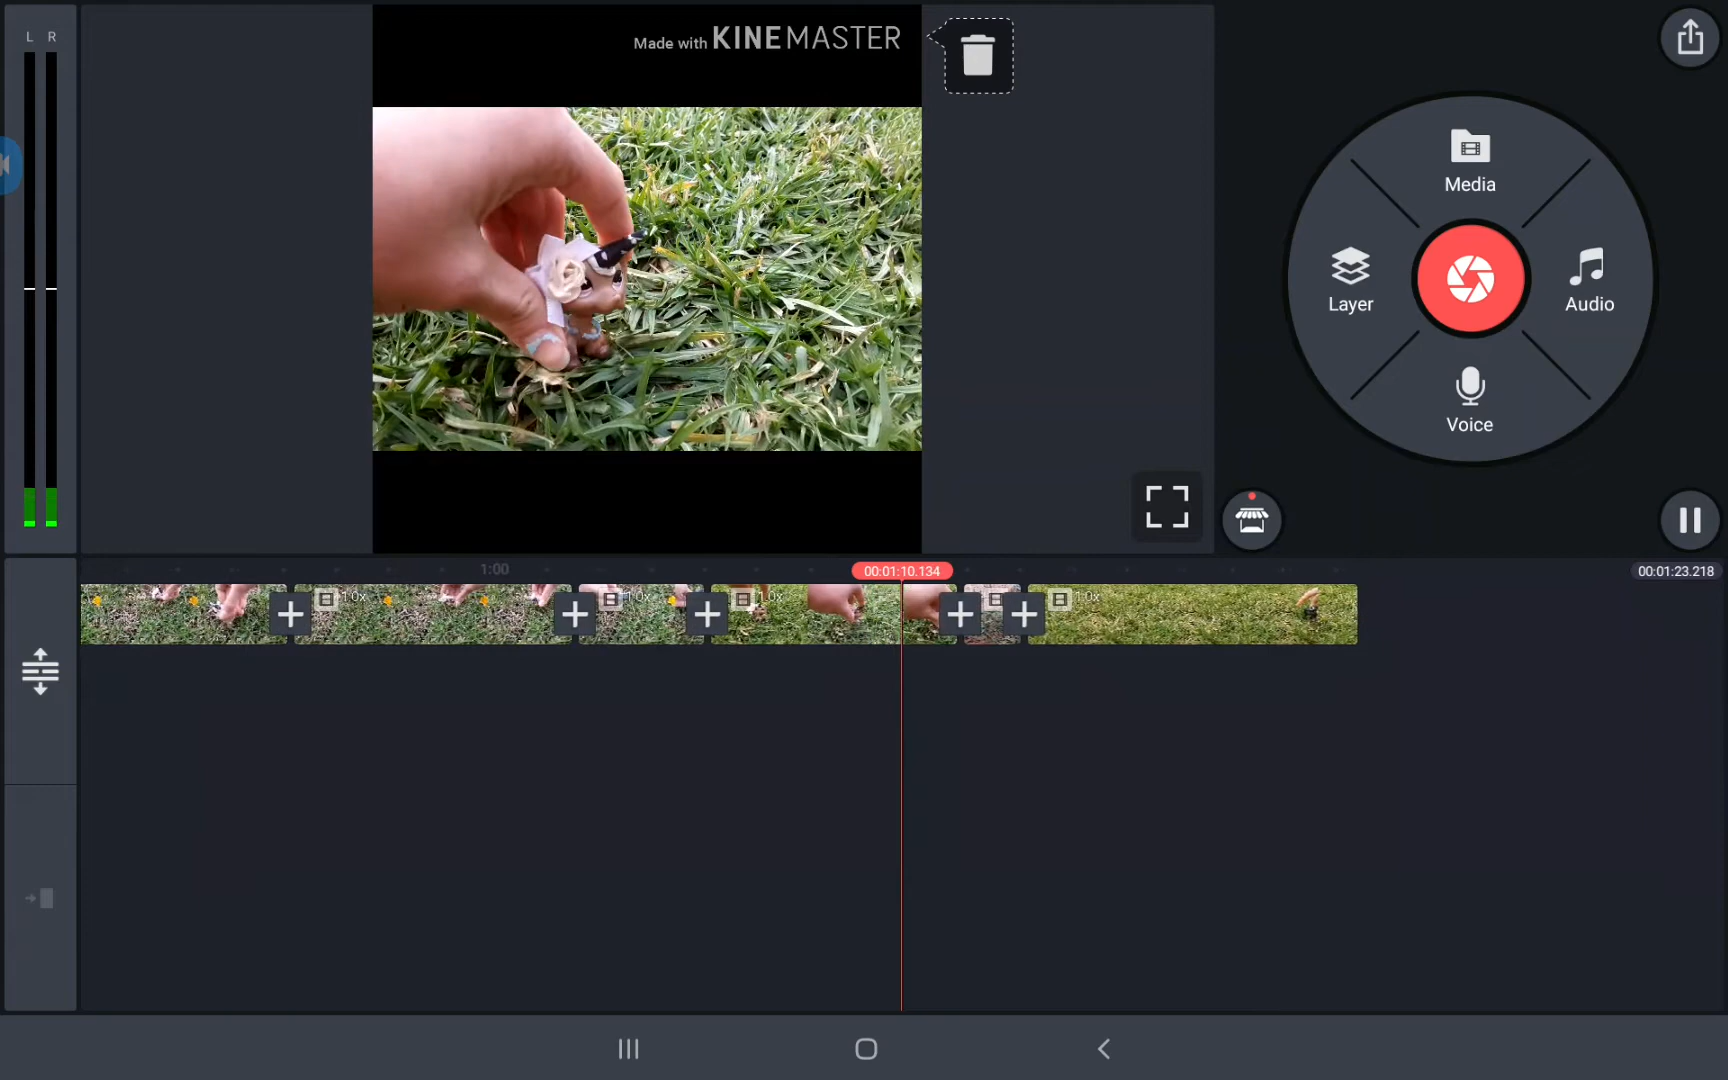 L R
Made with KINEMASTER
Media
Layer
Audio
Voice
1:00
00:01:10.134
00:01:23.218
1.0x
1.0x
1.0x
1.0x